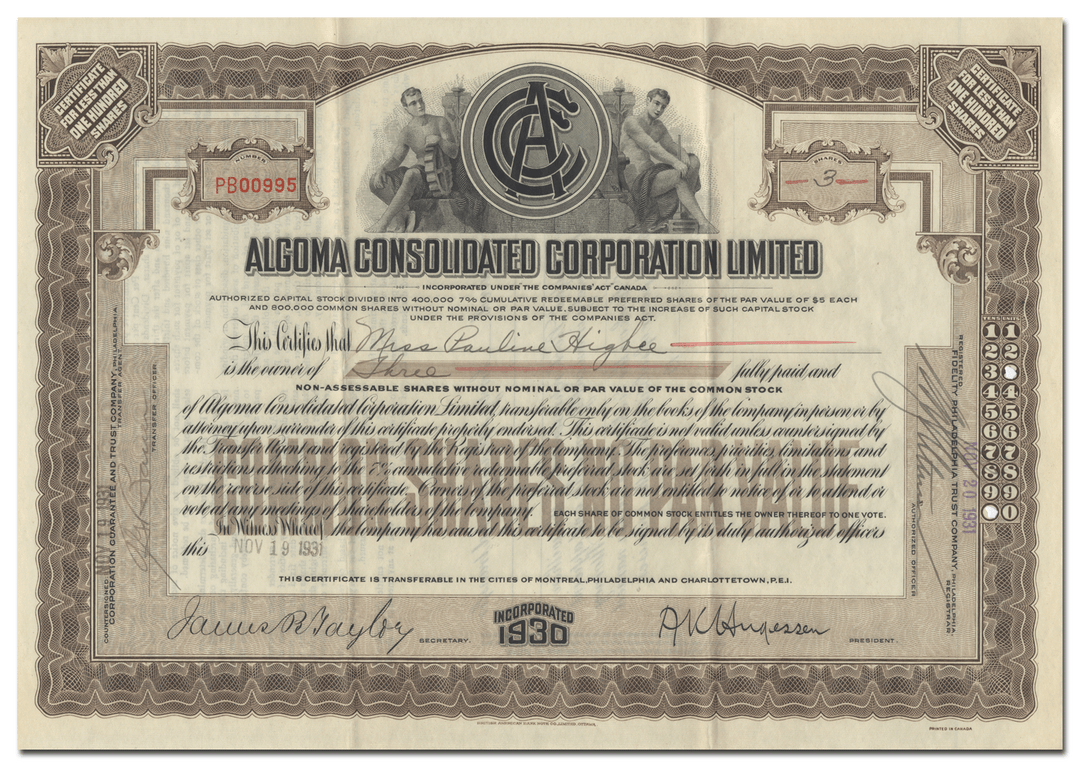 CERTIFICATE
FOR LESS THAN
ONE HUNDRED
SHARES
CERTIFICATE
FOR LESS THAN
ONE HUNDRED
SHARES
NUMBER
PB00995
SHARES
3
ACC
ALGOMA CONSOLIDATED CORPORATION LIMITED
INCORPORATED UNDER THE COMPANIES' ACT CANADA
AUTHORIZED CAPITAL STOCK DIVIDED INTO 400,000 7% CUMULATIVE REDEEMABLE PREFERRED SHARES OF THE PAR VALUE OF $5 EACH
AND 800,000 COMMON SHARES WITHOUT NOMINAL OR PAR VALUE, SUBJECT TO THE INCREASE OF SUCH CAPITAL STOCK
UNDER THE PROVISIONS OF THE COMPANIES ACT.
This Certifies that Miss Pauline Higbee
is the owner of Three fully paid and
NON-ASSESSABLE SHARES WITHOUT NOMINAL OR PAR VALUE OF THE COMMON STOCK
of Algoma Consolidated Corporation Limited, transferable only on the books of the Company in person or by
attorney upon surrender of this certificate properly endorsed. This certificate is not valid unless countersigned by
the Transfer Agent and registered by the Registrar of the Company. The preferences, priorities, limitations and
restrictions attaching to the 7% cumulative redeemable preferred stock are set forth in full in the statement
on the reverse side of this certificate. Owners of the preferred stock are not entitled to notice of or to attend or
vote at any meetings of shareholders of the Company. EACH SHARE OF COMMON STOCK ENTITLES THE OWNER THEREOF TO ONE VOTE.
In Witness Whereof the Company has caused this certificate to be signed by its duly authorized officers
this NOV 19 1931
COMMON SHARES NO PAR VALUE
THIS CERTIFICATE IS TRANSFERABLE IN THE CITIES OF MONTREAL, PHILADELPHIA AND CHARLOTTETOWN, P.E.I.
James R Taylor
SECRETARY.
INCORPORATED
1930
PRESIDENT.
COUNTERSIGNED NOV 19 1931
CORPORATION GUARANTEE AND TRUST COMPANY, (PHILADELPHIA)
TRANSFER AGENT.
TRANSFER OFFICER.
REGISTERED NOV 20 1931
FIDELITY PHILADELPHIA TRUST COMPANY, PHILADELPHIA
REGISTRAR
AUTHORIZED OFFICER
TENS UNITS
1 1
2 2
3
4 4
5 5
6 6
7 7
8 8
9 9
0
PRINTED IN CANADA